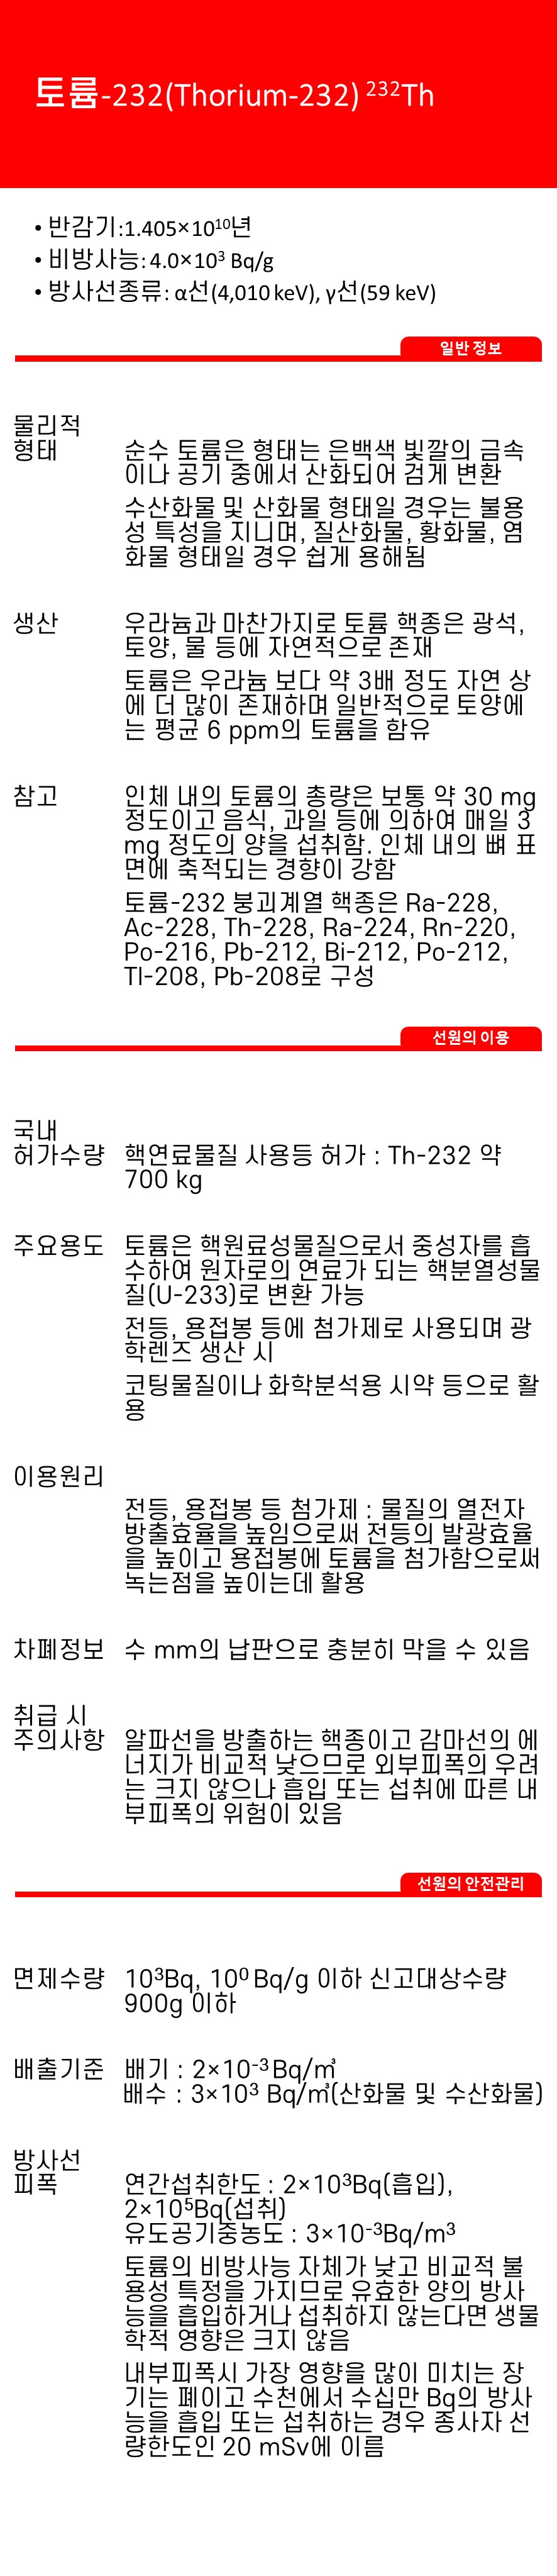 토륨-232(Thorium-232) ²³²Th
• 반감기:1.405×10¹⁰년
• 비방사능: 4.0×10³ Bq/g
• 방사선종류: α선(4,010 keV), γ선(59 keV)
일반 정보
물리적
형태
순수 토륨은 형태는 은백색 빛깔의 금속
이나 공기 중에서 산화되어 검게 변환
수산화물 및 산화물 형태일 경우는 불용
성 특성을 지니며, 질산화물, 황화물, 염
화물 형태일 경우 쉽게 용해됨
생산
우라늄과 마찬가지로 토륨 핵종은 광석,
토양, 물 등에 자연적으로 존재
토륨은 우라늄 보다 약 3배 정도 자연 상
에 더 많이 존재하며 일반적으로 토양에
는 평균 6 ppm의 토륨을 함유
참고
인체 내의 토륨의 총량은 보통 약 30 mg
정도이고 음식, 과일 등에 의하여 매일 3
mg 정도의 양을 섭취함. 인체 내의 뼈 표
면에 축적되는 경향이 강함
토륨-232 붕괴계열 핵종은 Ra-228,
Ac-228, Th-228, Ra-224, Rn-220,
Po-216, Pb-212, Bi-212, Po-212,
Tl-208, Pb-208로 구성
선원의 이용
국내
허가수량
핵연료물질 사용등 허가 : Th-232 약
700 kg
주요용도
토륨은 핵원료성물질으로서 중성자를 흡
수하여 원자로의 연료가 되는 핵분열성물
질(U-233)로 변환 가능
전등, 용접봉 등에 첨가제로 사용되며 광
학렌즈 생산 시
코팅물질이나 화학분석용 시약 등으로 활
용
이용원리
전등, 용접봉 등 첨가제 : 물질의 열전자
방출효율을 높임으로써 전등의 발광효율
을 높이고 용접봉에 토륨을 첨가함으로써
녹는점을 높이는데 활용
차폐정보
수 mm의 납판으로 충분히 막을 수 있음
취급 시
주의사항
알파선을 방출하는 핵종이고 감마선의 에
너지가 비교적 낮으므로 외부피폭의 우려
는 크지 않으나 흡입 또는 섭취에 따른 내
부피폭의 위험이 있음
선원의 안전관리
면제수량
10³Bq, 10⁰ Bq/g 이하 신고대상수량
900g 이하
배출기준
배기 : 2×10⁻³Bq/㎥
배수 : 3×10³ Bq/㎥(산화물 및 수산화물)
방사선
피폭
연간섭취한도 : 2×10³Bq(흡입),
2×10⁵Bq(섭취)
유도공기중농도 : 3×10⁻³Bq/m³
토륨의 비방사능 자체가 낮고 비교적 불
용성 특정을 가지므로 유효한 양의 방사
능을 흡입하거나 섭취하지 않는다면 생물
학적 영향은 크지 않음
내부피폭시 가장 영향을 많이 미치는 장
기는 폐이고 수천에서 수십만 Bq의 방사
능을 흡입 또는 섭취하는 경우 종사자 선
량한도인 20 mSv에 이름